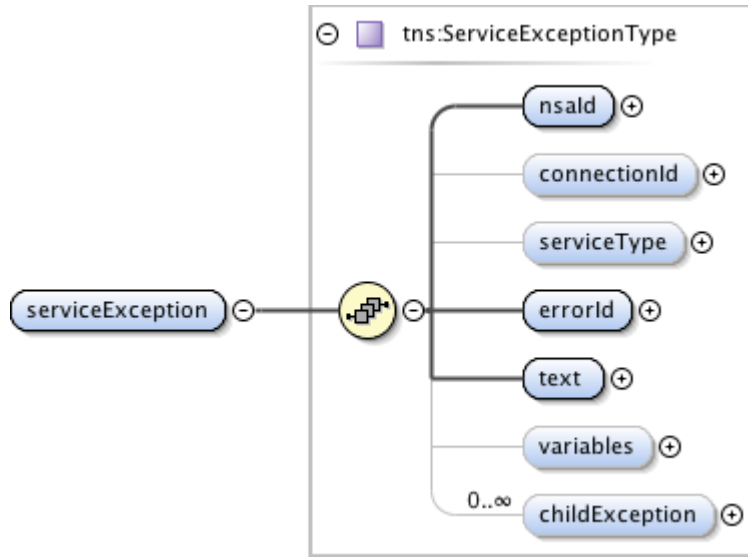 tns:ServiceExceptionType
nsaId
connectionId
serviceType
serviceException
errorId
text
variables
0..∞
childException